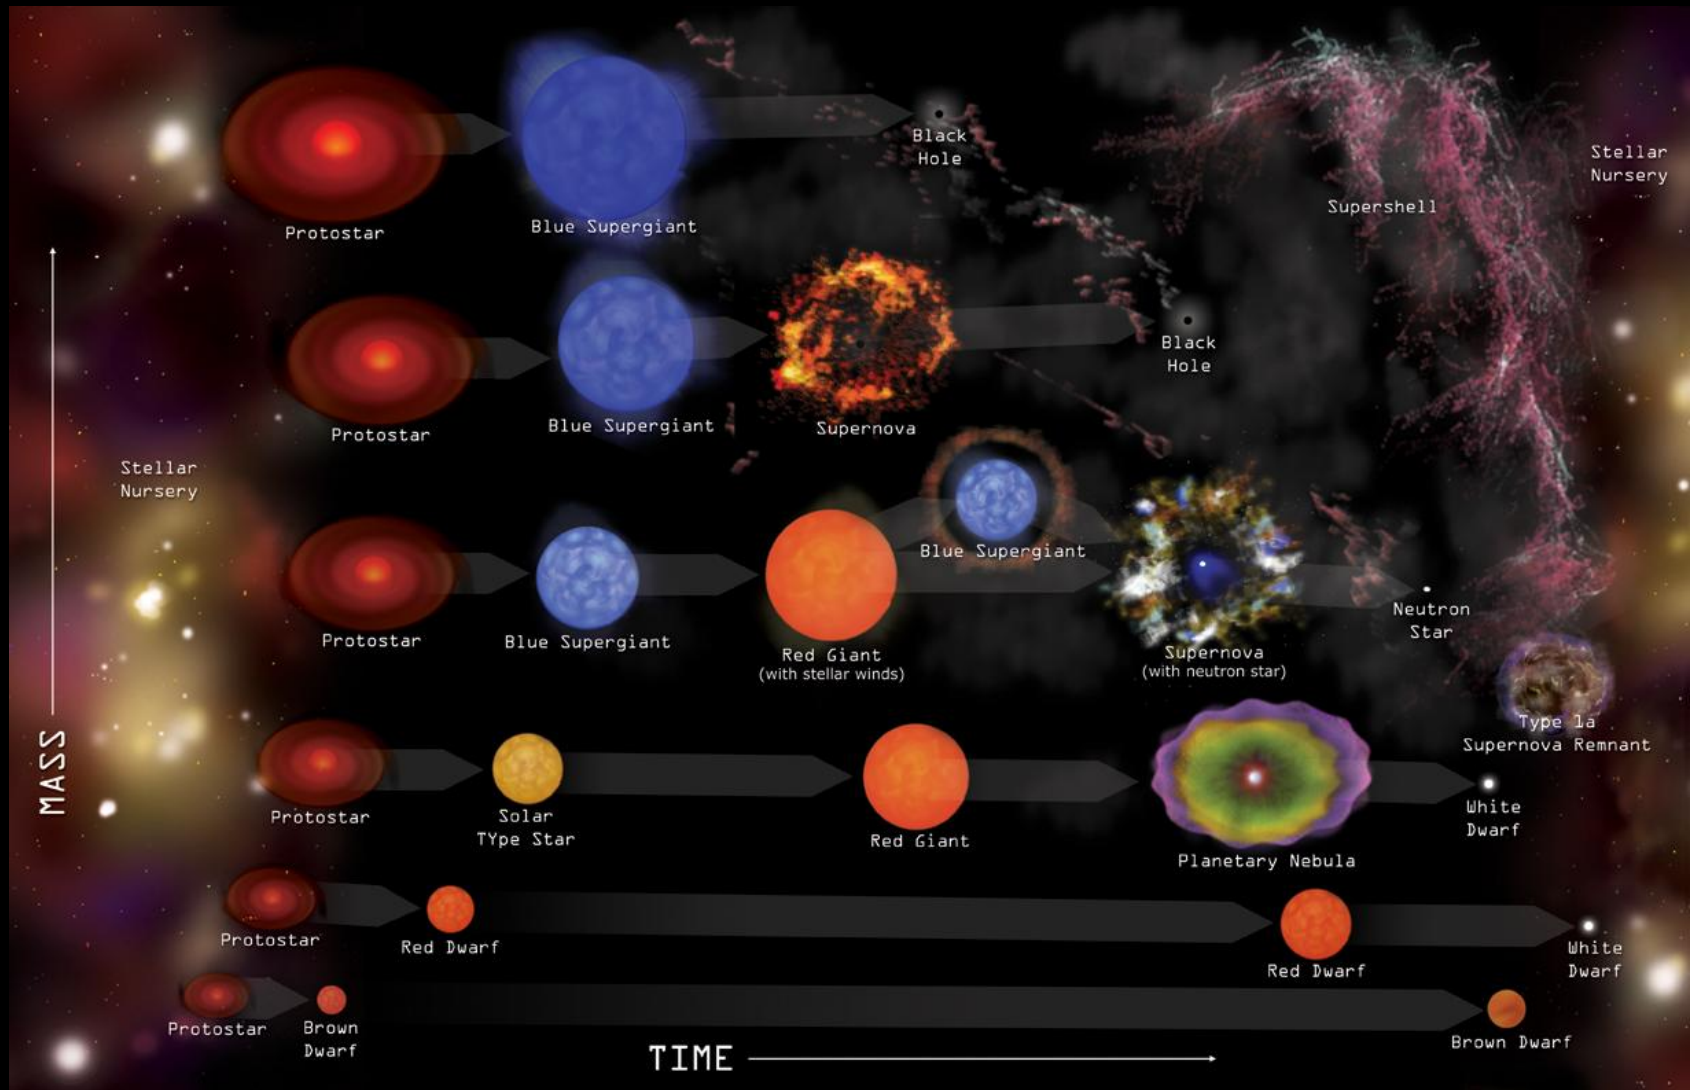 Black
Hole
Stellar
Nursery
Supershell
Protostar
Blue Supergiant
Black
Hole
Protostar
Blue Supergiant
Supernova
Stellar
Nursery
Blue Supergiant
Neutron
Star
Protostar
Blue Supergiant
Red Giant
(with stellar winds)
Supernova
(with neutron star)
Type 1a
Supernova Remnant
MASS
Protostar
Solar
TYpe Star
Red Giant
Planetary Nebula
White
Dwarf
Protostar
Red Dwarf
Red Dwarf
White
Dwarf
Protostar
Brown
Dwarf
Brown Dwarf
TIME